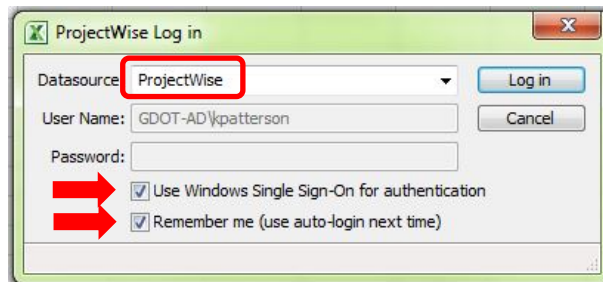 ProjectWise Log in
Datasource: ProjectWise Log in
User Name: GDOT-AD\kpatterson Cancel
Password:
Use Windows Single Sign-On for authentication
Remember me (use auto-login next time)